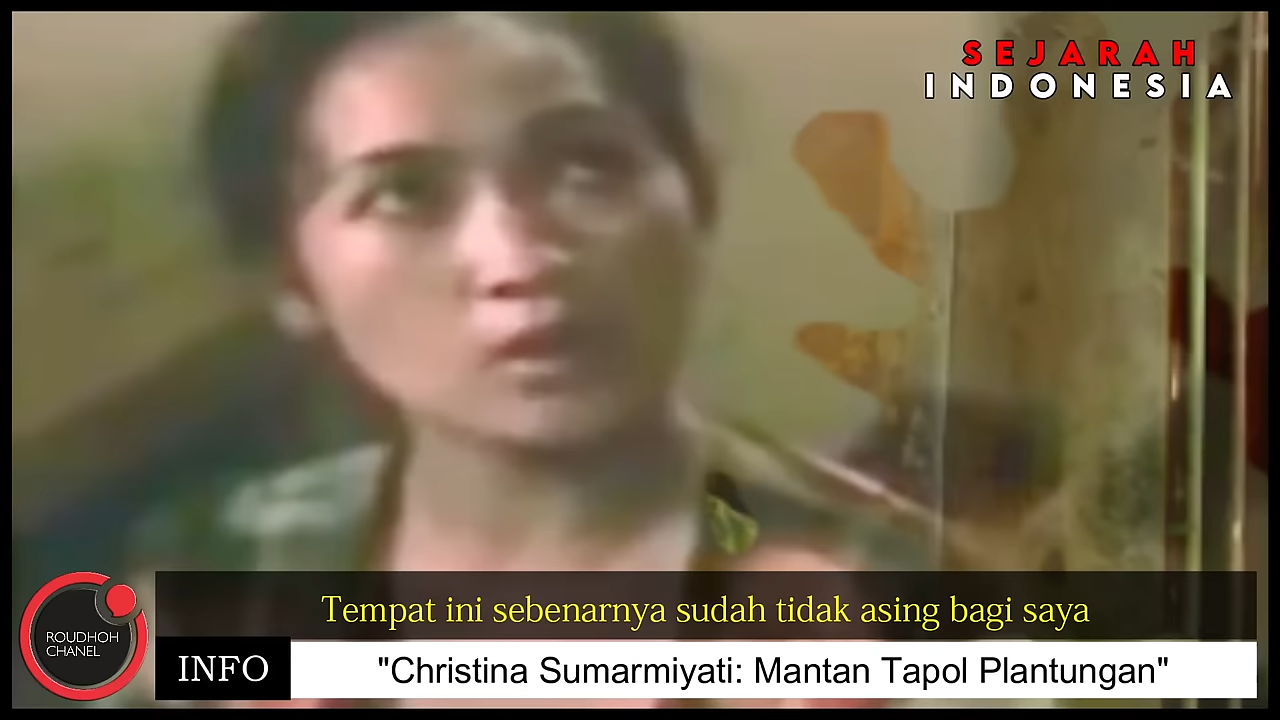 SEJARAH
INDONESIA
Tempat ini sebenarnya sudah tidak asing bagi saya
ROUDHOH
CHANEL
INFO
"Christina Sumarmiyati: Mantan Tapol Plantungan"